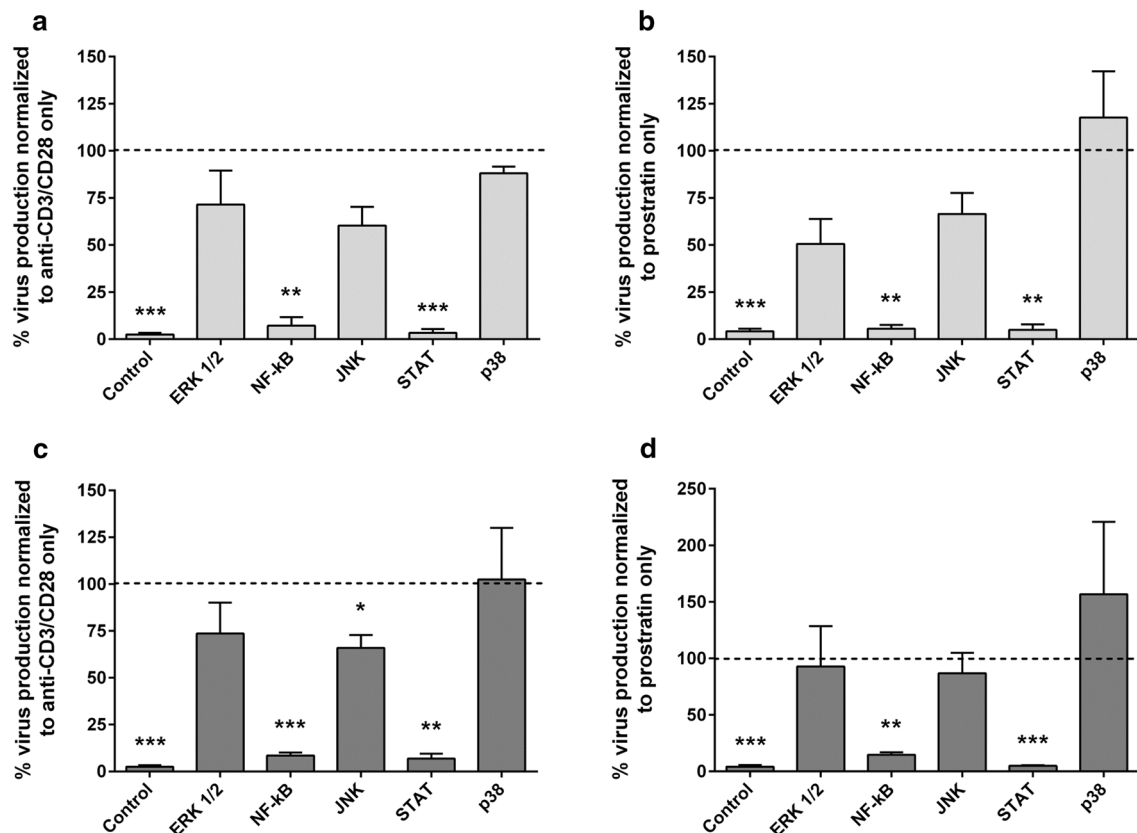 a
% virus production normalized
to anti-CD3/CD28 only
150
125
100
75
50
25
0
***
**
***
Control
ERK 1/2
NF-kB
JNK
STAT
p38
b
% virus production normalized
to prostratin only
150
125
100
75
50
25
0
***
**
**
Control
ERK 1/2
NF-kB
JNK
STAT
p38
c
% virus production normalized
to anti-CD3/CD28 only
150
125
100
75
50
25
0
***
***
*
**
Control
ERK 1/2
NF-kB
JNK
STAT
p38
d
% virus production normalized
to prostratin only
250
200
150
100
50
0
***
**
***
Control
ERK 1/2
NF-kB
JNK
STAT
p38